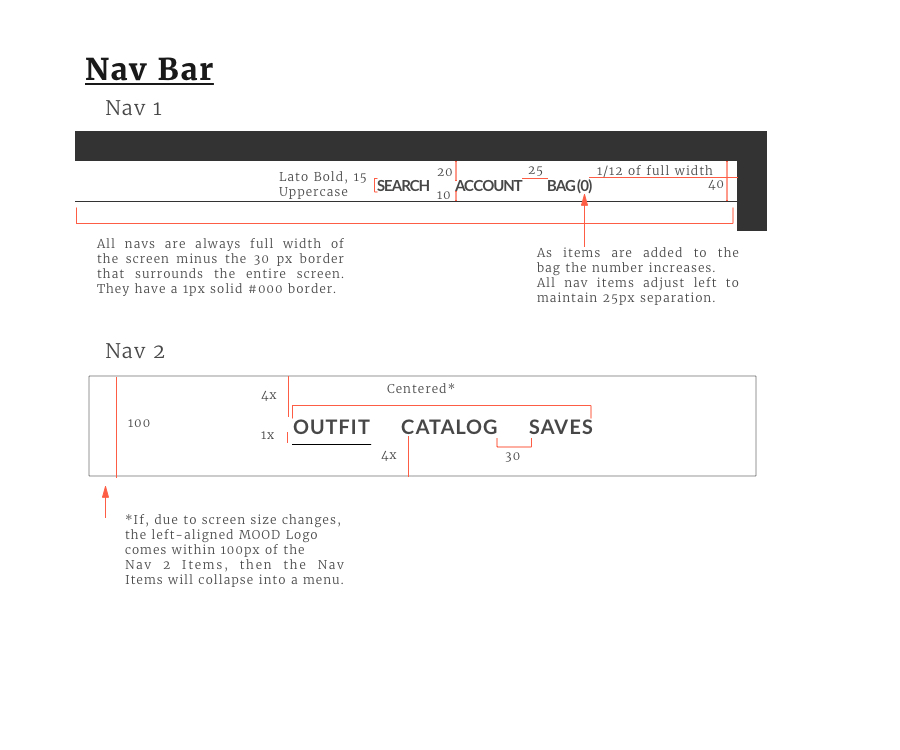 Nav Bar
Nav 1
Lato Bold, 15
Uppercase
SEARCH
20
10
ACCOUNT
25
BAG (0)
1/12 of full width
40
All navs are always full width of
the screen minus the 30 px border
that surrounds the entire screen.
They have a 1px solid #000 border.
As items are added to the
bag the number increases.
All nav items adjust left to
maintain 25px separation.
Nav 2
100
4x
1x
Centered*
OUTFIT CATALOG SAVES
4x
30
*If, due to screen size changes,
the left-aligned MOOD Logo
comes within 100px of the
Nav 2 Items, then the Nav
Items will collapse into a menu.